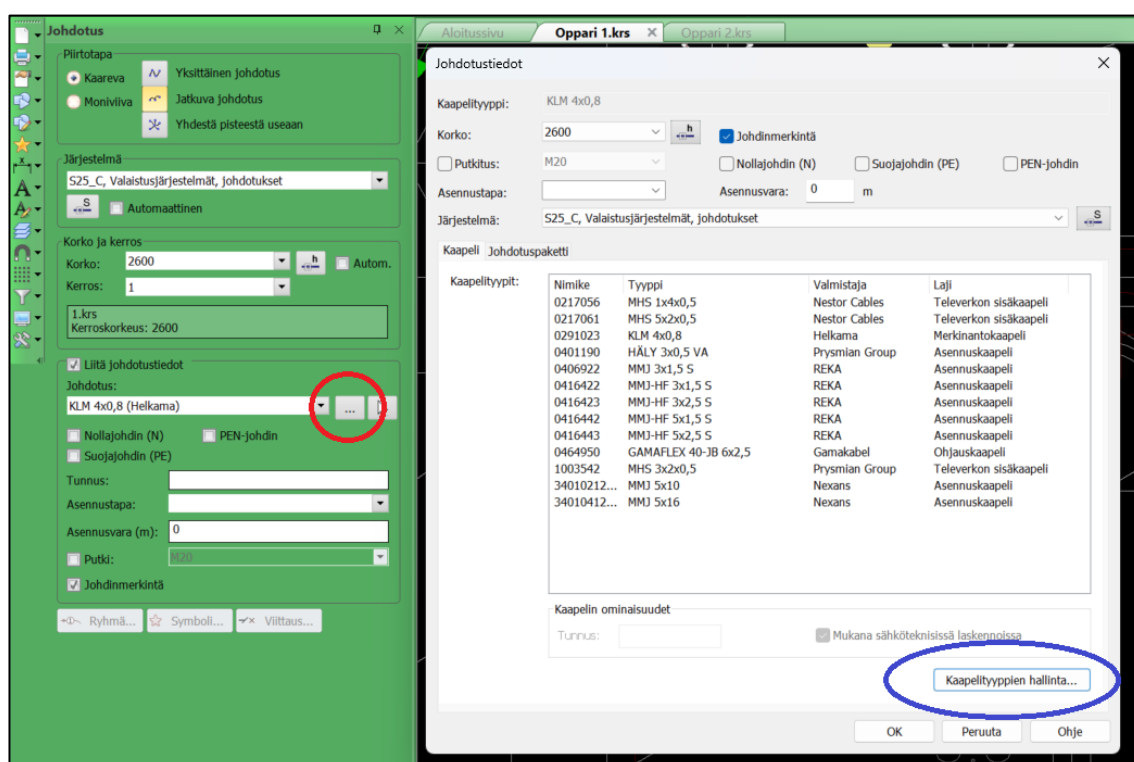 Johdotus
Aloitussivu Oppari 1.krs Oppari 2.krs
Piirtotapa
Kaareva
Moniviiva
Yksittäinen johdotus
Jatkuva johdotus
Yhdestä pisteestä useaan
Järjestelmä
S25_C, Valaistusjärjestelmät, johdotukset
S Automaattinen
Korko ja kerros
Korko: 2600 h Autom.
Kerros: 1
1.krs
Kerroskorkeus: 2600
Liitä johdotustiedot
Johdotus:
KLM 4x0,8 (Helkama) ...
Nollajohdin (N) PEN-johdin
Suojajohdin (PE)
Tunnus:
Asennustapa:
Asennusvara (m): 0
Putki: M20
Johdinmerkintä
Ryhmä... Symboli... Viittaus...
Johdotustiedot
Kaapelityyppi: KLM 4x0,8
Korko: 2600 h Johdinmerkintä
Putkitus: M20 Nollajohdin (N) Suojajohdin (PE) PEN-johdin
Asennustapa: Asennusvara: 0 m
Järjestelmä: S25_C, Valaistusjärjestelmät, johdotukset S
Kaapeli Johdotuspaketti
Kaapelityypit:
Nimike Tyyppi Valmistaja Laji
0217056 MHS 1x4x0,5 Nestor Cables Televerkon sisäkaapeli
0217061 MHS 5x2x0,5 Nestor Cables Televerkon sisäkaapeli
0291023 KLM 4x0,8 Helkama Merkinantokaapeli
0401190 HÄLY 3x0,5 VA Prysmian Group Asennuskaapeli
0406922 MMJ 3x1,5 S REKA Asennuskaapeli
0416422 MMJ-HF 3x1,5 S REKA Asennuskaapeli
0416423 MMJ-HF 3x2,5 S REKA Asennuskaapeli
0416442 MMJ-HF 5x1,5 S REKA Asennuskaapeli
0416443 MMJ-HF 5x2,5 S REKA Asennuskaapeli
0464950 GAMAFLEX 40-JB 6x2,5 Gamakabel Ohjauskaapeli
1003542 MHS 3x2x0,5 Prysmian Group Televerkon sisäkaapeli
34010212... MMJ 5x10 Nexans Asennuskaapeli
34010412... MMJ 5x16 Nexans Asennuskaapeli
Kaapelin ominaisuudet
Tunnus: Mukana sähköteknisissä laskennoissa
Kaapelityyppien hallinta...
OK Peruuta Ohje